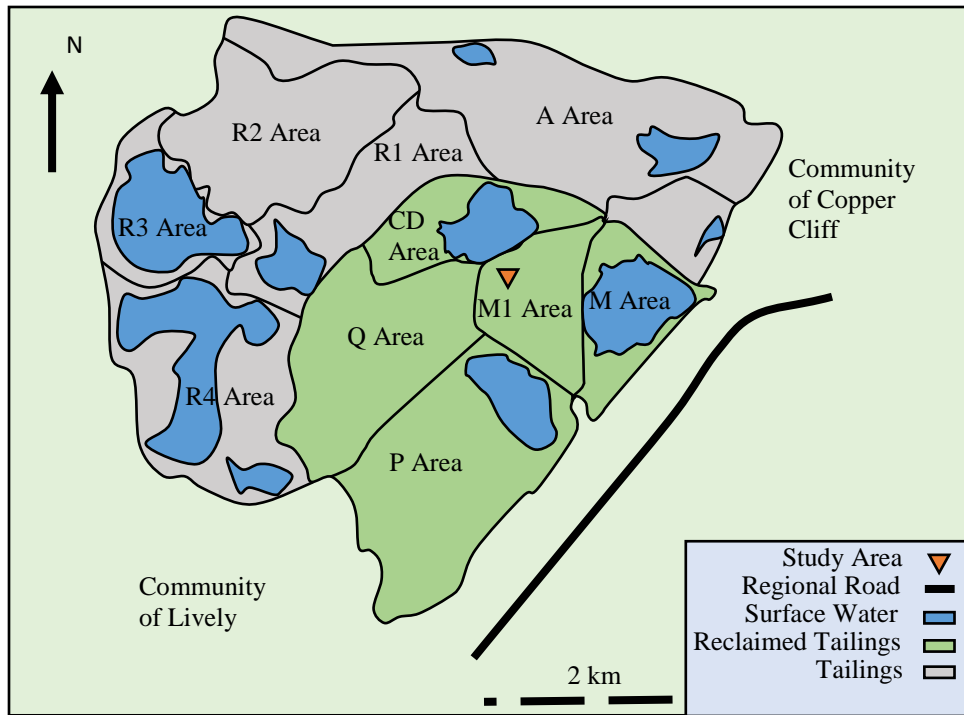 N
A Area
R2 Area
R1 Area
Community
of Copper
Cliff
R3 Area
CD
Area
M1 Area
M Area
Q Area
R4 Area
P Area
Community
of Lively
2 km
Study Area
Regional Road
Surface Water
Reclaimed Tailings
Tailings